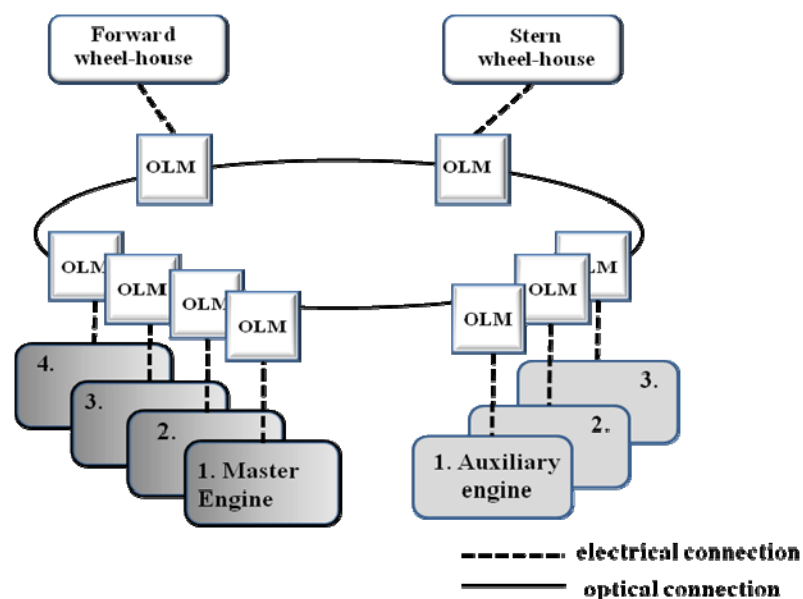 Forward
wheel-house
Stern
wheel-house
OLM
OLM
OLM
OLM
OLM
OLM
OLM
OLM
LM
4.
3.
2.
1. Master
Engine
3.
2.
1. Auxiliary
engine
electrical connection
optical connection